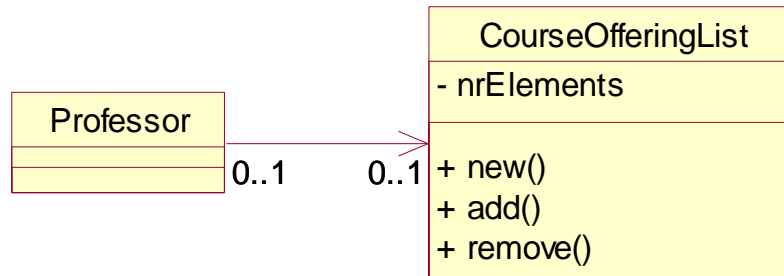 CourseOfferingList
- nrElements
Professor
0..1
0..1
+ new()
+ add()
+ remove()